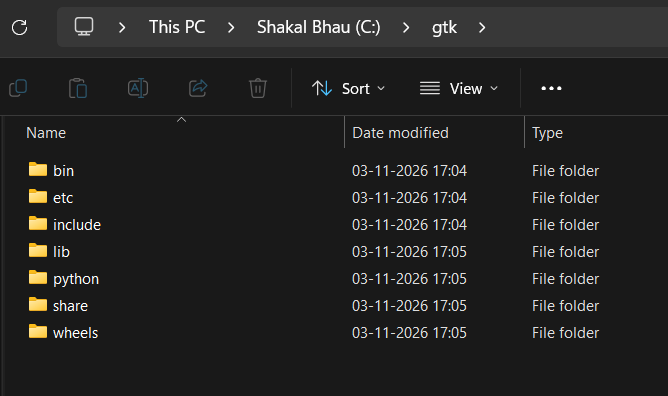 This PC > Shakal Bhau (C:) > gtk >
Sort View
Name Date modified Type
bin 03-11-2026 17:04 File folder
etc 03-11-2026 17:04 File folder
include 03-11-2026 17:04 File folder
lib 03-11-2026 17:05 File folder
python 03-11-2026 17:05 File folder
share 03-11-2026 17:05 File folder
wheels 03-11-2026 17:05 File folder